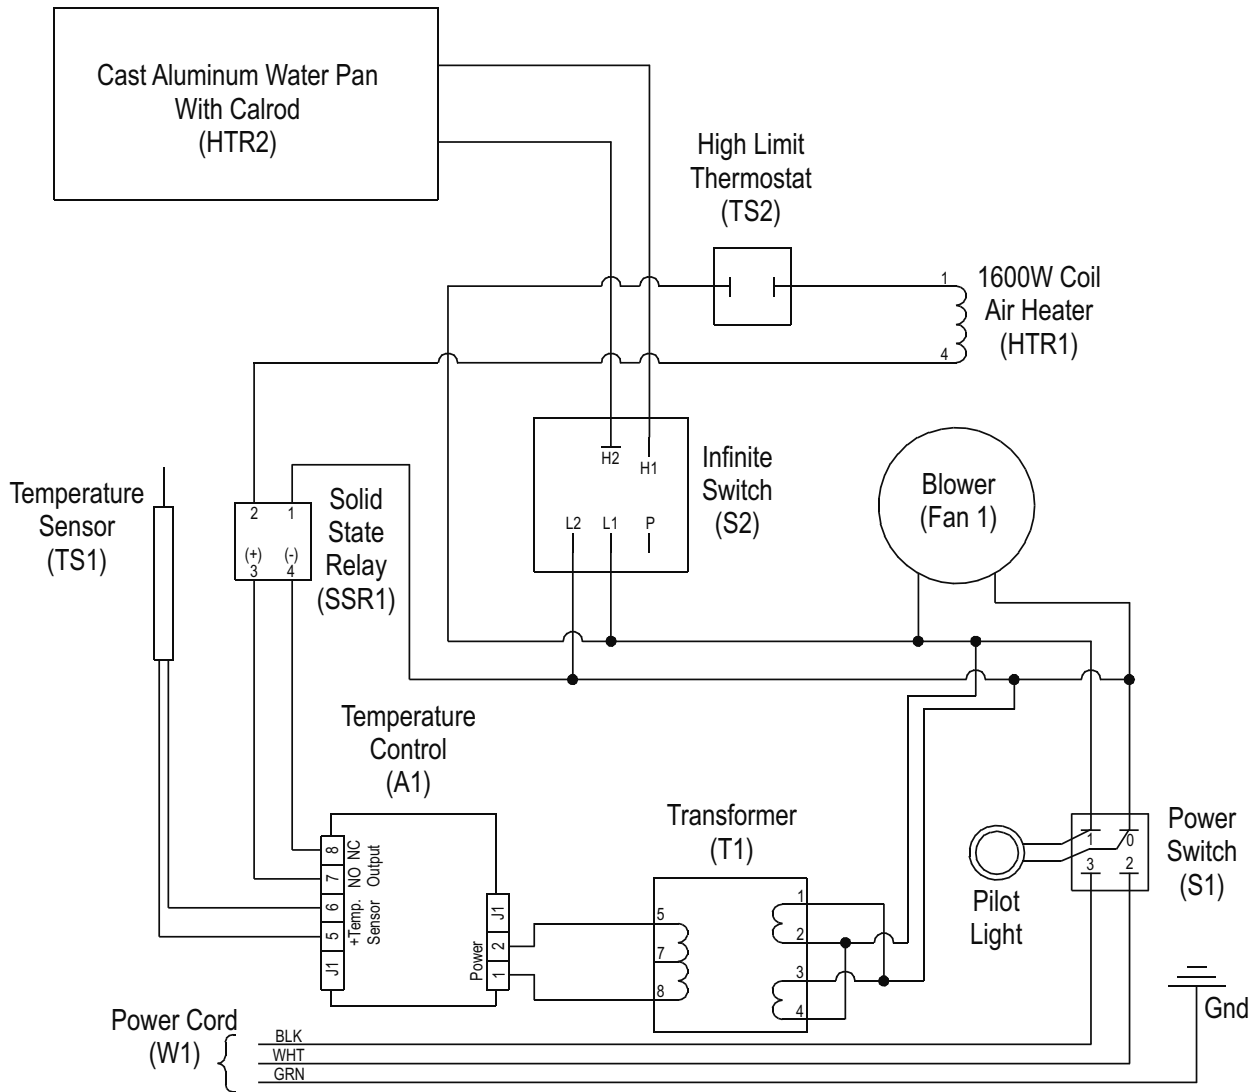 Cast Aluminum Water Pan
With Calrod
(HTR2)
High Limit
Thermostat
(TS2)
1
1600W Coil
Air Heater
(HTR1)
4
H2
H1
L2
L1
P
Infinite
Switch
(S2)
Blower
(Fan 1)
Temperature
Sensor
(TS1)
2
1
(+)
(-)
3
4
Solid
State
Relay
(SSR1)
Temperature
Control
(A1)
8
7
6
5
J1
NO NC
Output
+Temp.
Sensor
J1
2
1
Power
Transformer
(T1)
5
7
8
1
2
3
4
Pilot
Light
1
0
3
2
Power
Switch
(S1)
Gnd
Power Cord
(W1)
BLK
WHT
GRN